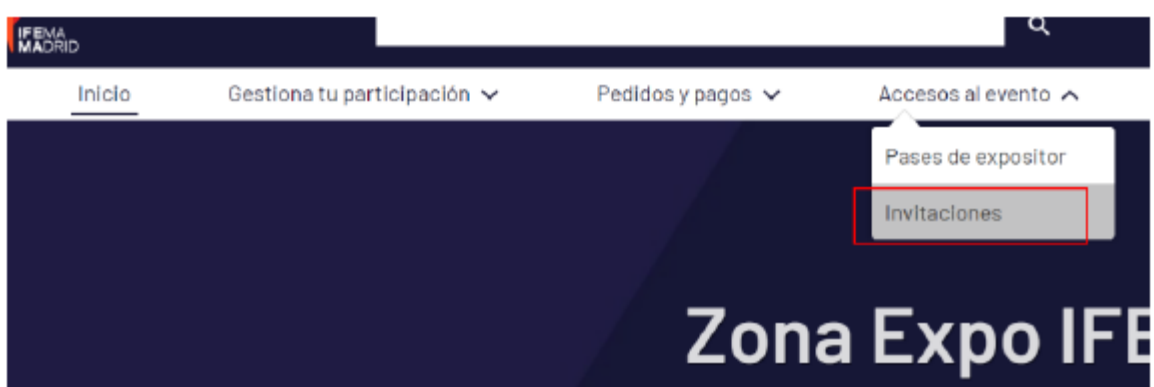 IFEMA
MADRID
Inicio Gestiona tu participación Pedidos y pagos Accesos al evento
Pases de expositor
Invitaciones
Zona Expo IFE